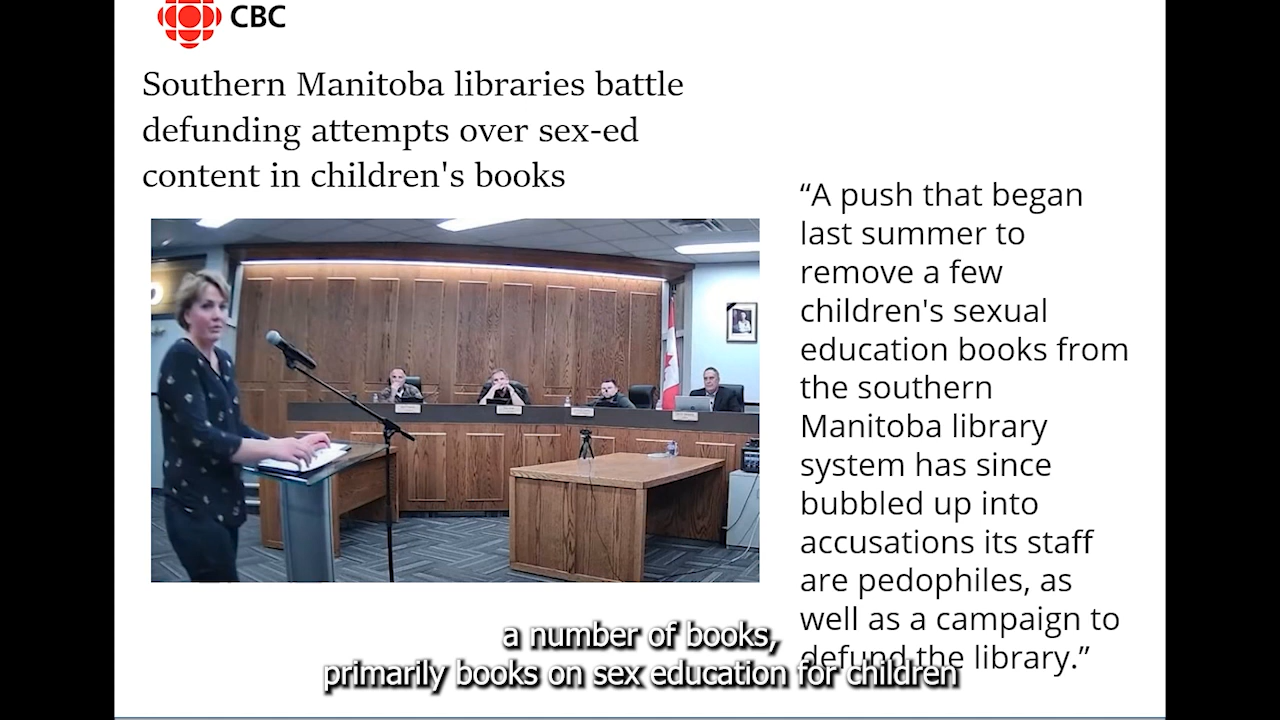 CBC
Southern Manitoba libraries battle
defunding attempts over sex-ed
content in children's books
“A push that began
last summer to
remove a few
children's sexual
education books from
the southern
Manitoba library
system has since
bubbled up into
accusations its staff
are pedophiles, as
well as a campaign to
defund the library.”
a number of books,
primarily books on sex education for children